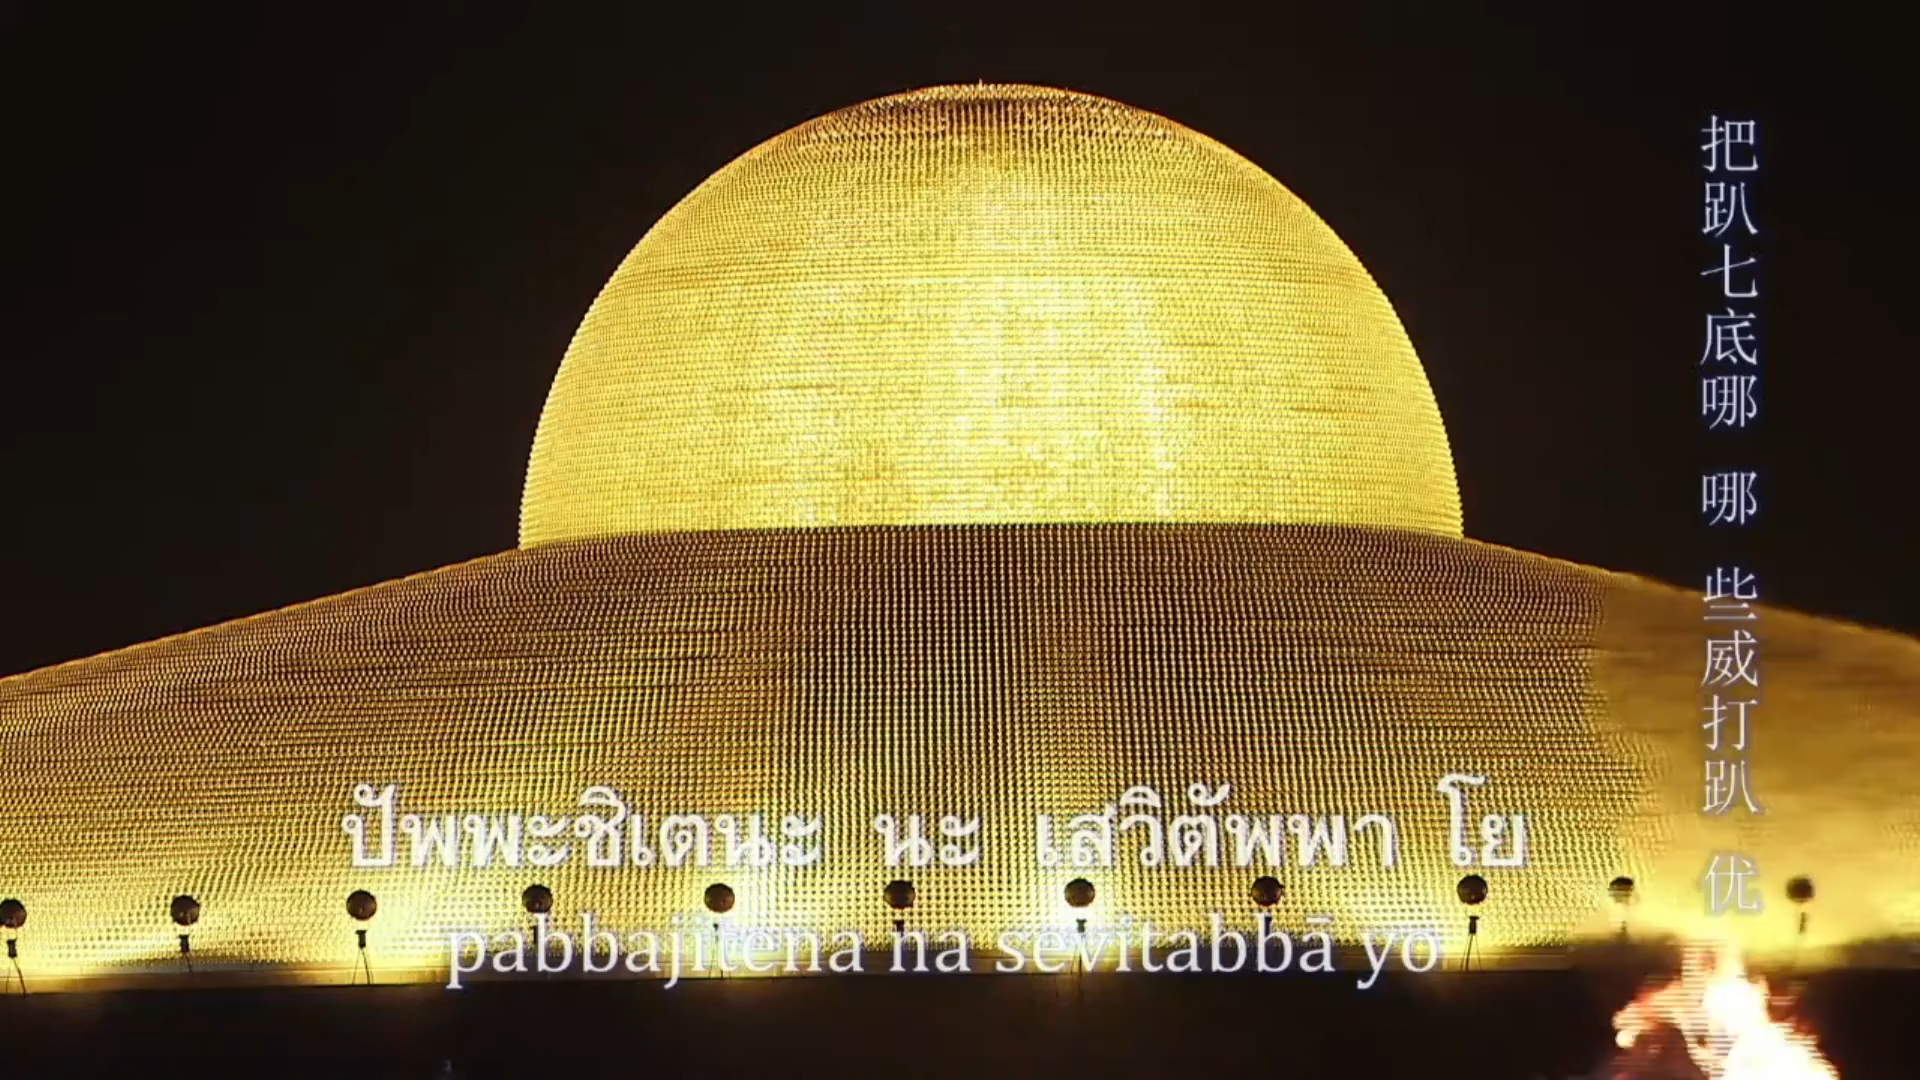 ปัพพะชิเตนะ นะ เสวิตัพพา โย
pabbajitena na sevitabbā yo
把趴七底哪 哪 些威打趴 优